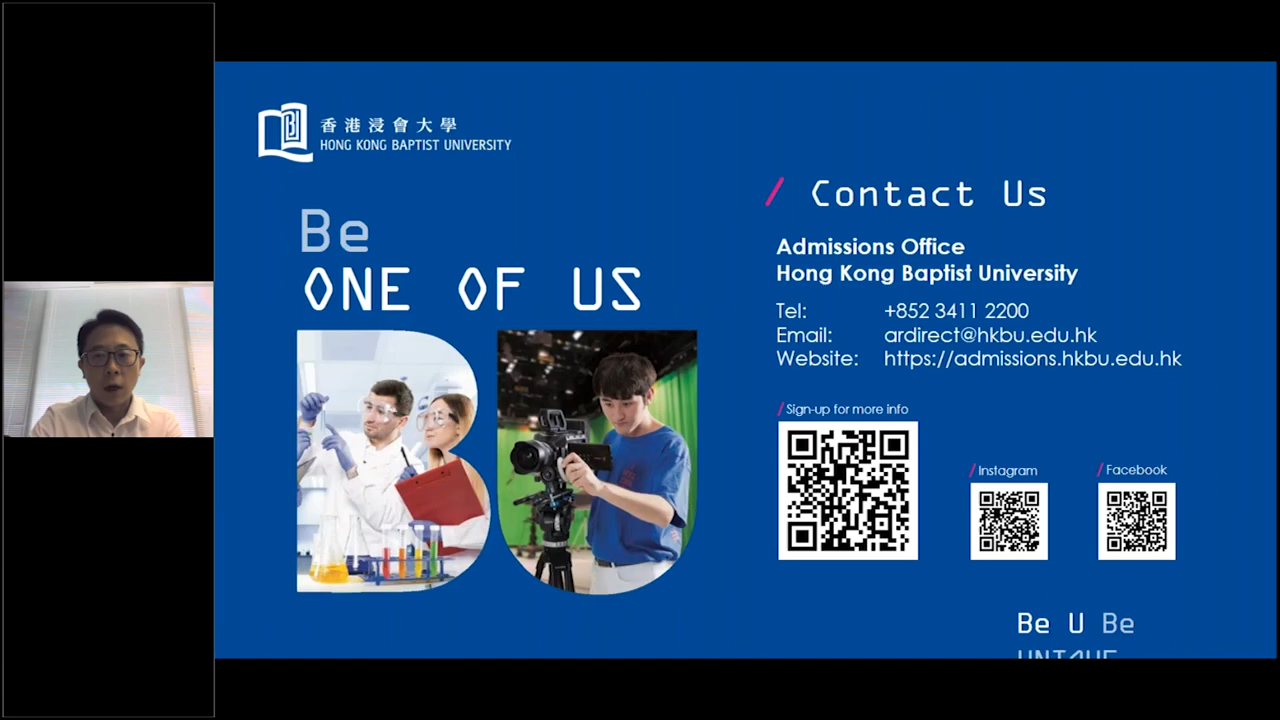 香港浸會大學
HONG KONG BAPTIST UNIVERSITY
Be
ONE OF US
/ Contact Us
Admissions Office
Hong Kong Baptist University
Tel: +852 3411 2200
Email: ardirect@hkbu.edu.hk
Website: https://admissions.hkbu.edu.hk
/ Sign-up for more info
/ Instagram
/ Facebook
Be U Be